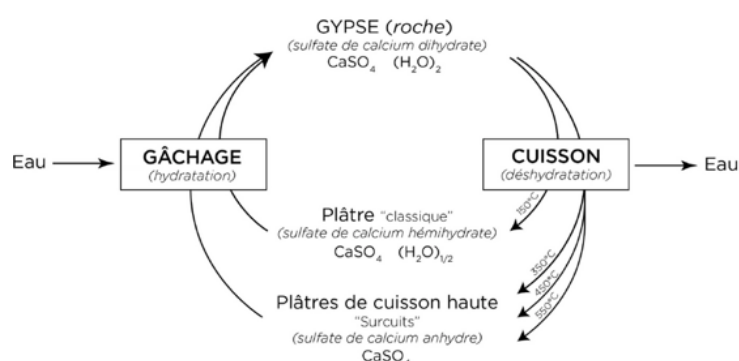 GYPSE (roche)
(sulfate de calcium dihydrate)
CaSO₄ (H₂O)₂
Eau
GÂCHAGE
(hydratation)
CUISSON
(déshydratation)
Eau
150°C
Plâtre "classique"
(sulfate de calcium hémihydrate)
CaSO₄ (H₂O)₁/₂
350°C
450°C
550°C
Plâtres de cuisson haute
"Surcuits"
(sulfate de calcium anhydre)
CaSO₄